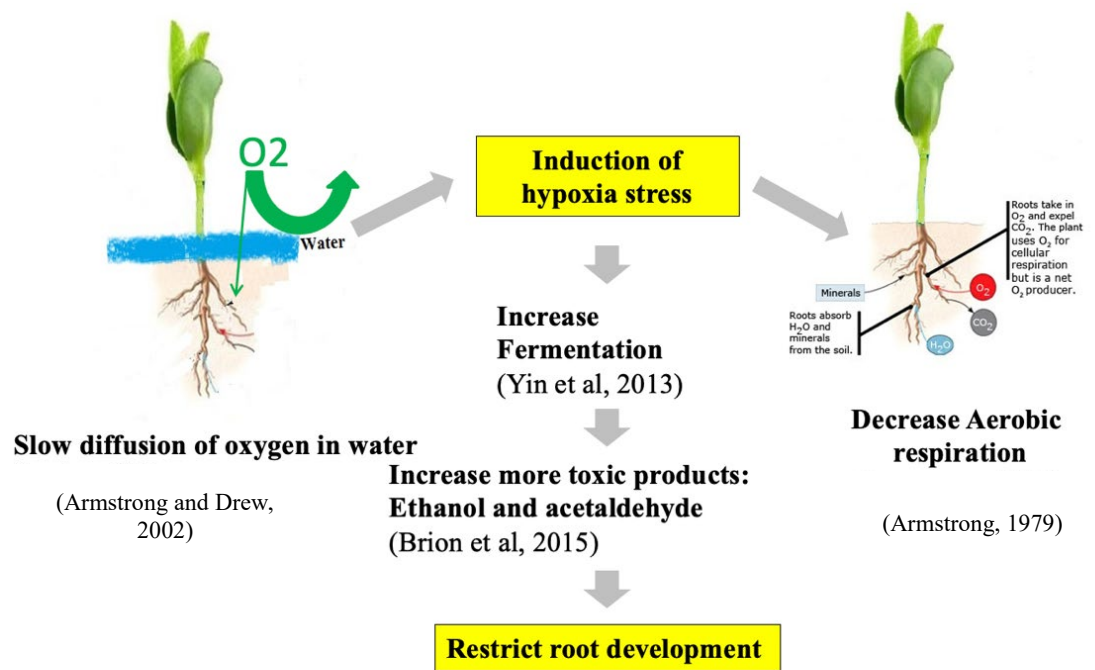 O2
Water
Slow diffusion of oxygen in water
(Armstrong and Drew,
2002)
Induction of
hypoxia stress
Increase
Fermentation
(Yin et al, 2013)
Increase more toxic products:
Ethanol and acetaldehyde
(Brion et al, 2015)
Restrict root development
Roots take in
O₂ and expel
CO₂. The plant
uses O₂ for
cellular
respiration
but is a net
O₂ producer.
Minerals
O₂
CO₂
H₂O
Roots absorb
H₂O and
minerals
from the soil.
Decrease Aerobic
respiration
(Armstrong, 1979)